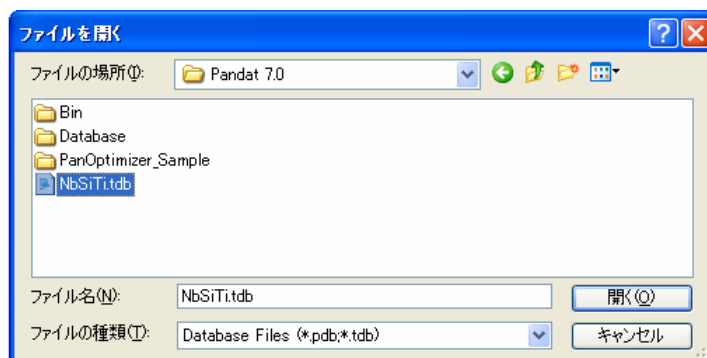 ファイルを開く
ファイルの場所(I): Pandat 7.0
Bin
Database
PanOptimizer_Sample
NbSiTi.tdb
ファイル名(N): NbSiTi.tdb 開く(O)
ファイルの種類(T): Database Files (*.pdb;*.tdb) キャンセル